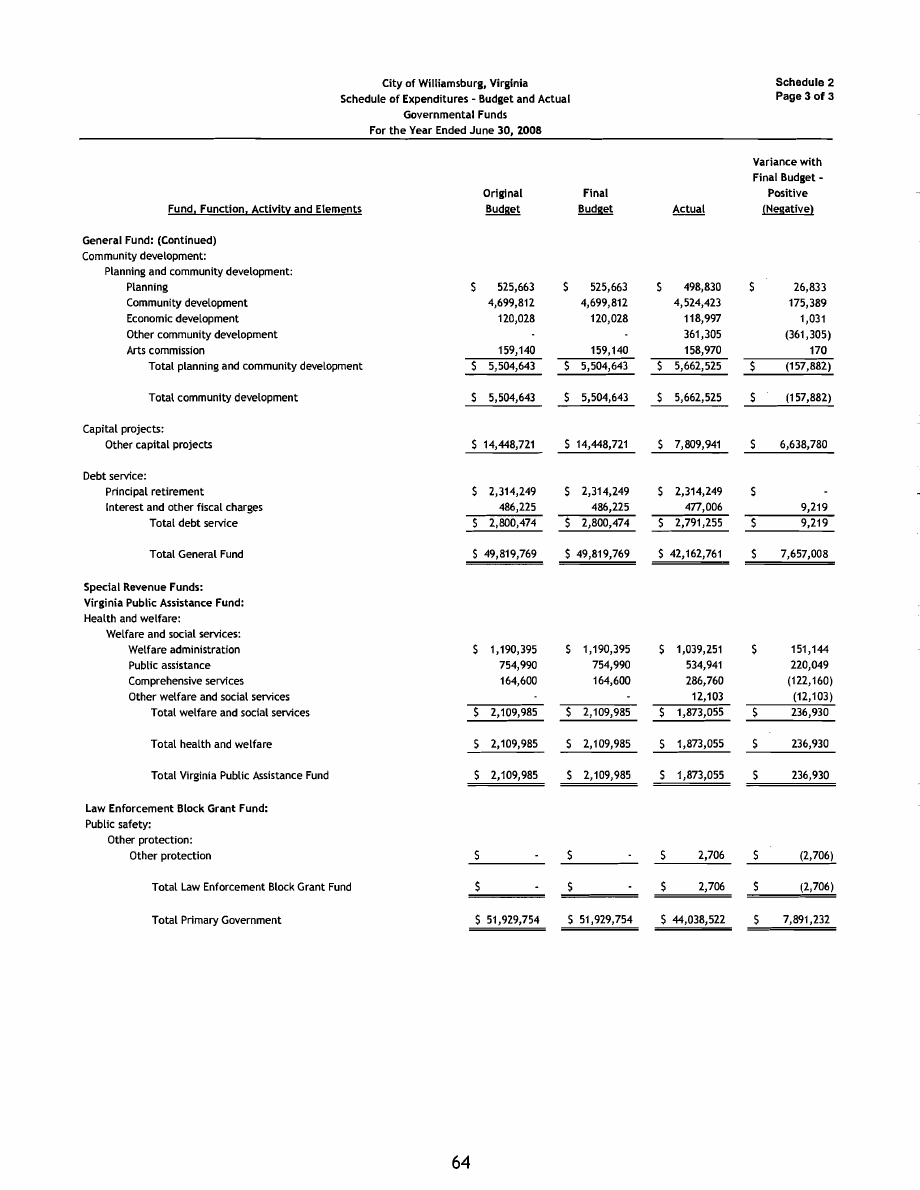 City of Williamsburg, Virginia Schedule 2
Schedule of Expenditures - Budget and Actual Page 3 of 3
Governmental Funds
For the Year Ended June 30, 2008
Variance with
Final Budget -
Original Final Positive
Fund, Function, Activity and Elements Budget Budget Actual (Negative)
General Fund: (Continued)
Community development:
Planning and community development:
Planning $ 525,663 $ 525,663 $ 498,830 $ 26,833
Community development 4,699,812 4,699,812 4,524,423 175,389
Economic development 120,028 120,028 118,997 1,031
Other community development - - 361,305 (361,305)
Arts commission 159,140 159,140 158,970 170
Total planning and community development $ 5,504,643 $ 5,504,643 $ 5,662,525 $ (157,882)
Total community development $ 5,504,643 $ 5,504,643 $ 5,662,525 $ (157,882)
Capital projects:
Other capital projects $ 14,448,721 $ 14,448,721 $ 7,809,941 $ 6,638,780
Debt service:
Principal retirement $ 2,314,249 $ 2,314,249 $ 2,314,249 $ -
Interest and other fiscal charges 486,225 486,225 477,006 9,219
Total debt service $ 2,800,474 $ 2,800,474 $ 2,791,255 $ 9,219
Total General Fund $ 49,819,769 $ 49,819,769 $ 42,162,761 $ 7,657,008
Special Revenue Funds:
Virginia Public Assistance Fund:
Health and welfare:
Welfare and social services:
Welfare administration $ 1,190,395 $ 1,190,395 $ 1,039,251 $ 151,144
Public assistance 754,990 754,990 534,941 220,049
Comprehensive services 164,600 164,600 286,760 (122,160)
Other welfare and social services - - 12,103 (12,103)
Total welfare and social services $ 2,109,985 $ 2,109,985 $ 1,873,055 $ 236,930
Total health and welfare $ 2,109,985 $ 2,109,985 $ 1,873,055 $ 236,930
Total Virginia Public Assistance Fund $ 2,109,985 $ 2,109,985 $ 1,873,055 $ 236,930
Law Enforcement Block Grant Fund:
Public safety:
Other protection:
Other protection $ - $ - $ 2,706 $ (2,706)
Total Law Enforcement Block Grant Fund $ - $ - $ 2,706 $ (2,706)
Total Primary Government $ 51,929,754 $ 51,929,754 $ 44,038,522 $ 7,891,232
64